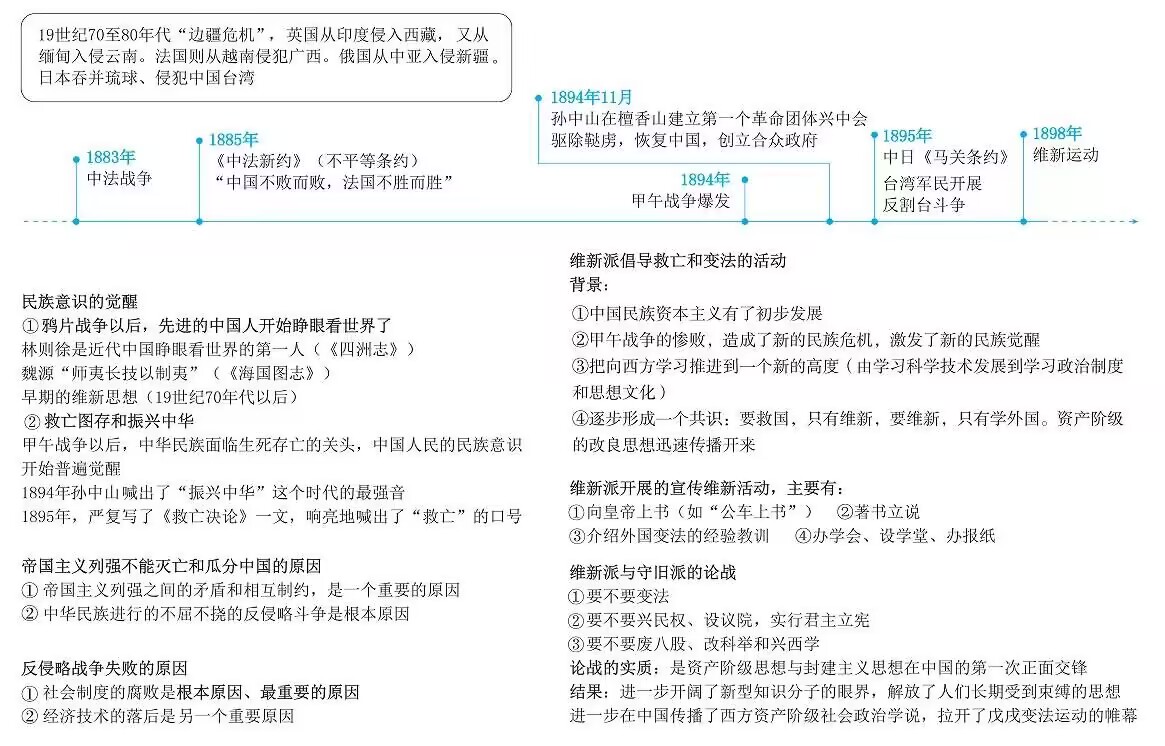 19世纪70至80年代“边疆危机”，英国从印度侵入西藏，又从
缅甸入侵云南。法国则从越南侵犯广西。俄国从中亚入侵新疆。
日本吞并琉球、侵犯中国台湾
1883年
中法战争
1885年
《中法新约》（不平等条约）
“中国不败而败，法国不胜而胜”
1894年11月
孙中山在檀香山建立第一个革命团体兴中会
驱除鞑虏，恢复中国，创立合众政府
1894年
甲午战争爆发
1895年
中日《马关条约》
台湾军民开展
反割台斗争
1898年
维新运动
民族意识的觉醒
①鸦片战争以后，先进的中国人开始睁眼看世界了
林则徐是近代中国睁眼看世界的第一人（《四洲志》）
魏源“师夷长技以制夷”（《海国图志》）
早期的维新思想（19世纪70年代以后）
②救亡图存和振兴中华
甲午战争以后，中华民族面临生死存亡的关头，中国人民的民族意识
开始普遍觉醒
1894年孙中山喊出了“振兴中华”这个时代的最强音
1895年，严复写了《救亡决论》一文，响亮地喊出了“救亡”的口号
帝国主义列强不能灭亡和瓜分中国的原因
① 帝国主义列强之间的矛盾和相互制约，是一个重要的原因
② 中华民族进行的不屈不挠的反侵略斗争是根本原因
反侵略战争失败的原因
① 社会制度的腐败是根本原因、最重要的原因
② 经济技术的落后是另一个重要原因
维新派倡导救亡和变法的活动
背景：
①中国民族资本主义有了初步发展
②甲午战争的惨败，造成了新的民族危机，激发了新的民族觉醒
③把向西方学习推进到一个新的高度（由学习科学技术发展到学习政治制度
和思想文化）
④逐步形成一个共识：要救国，只有维新，要维新，只有学外国。资产阶级
的改良思想迅速传播开来
维新派开展的宣传维新活动，主要有：
①向皇帝上书（如“公车上书”） ②著书立说
③介绍外国变法的经验教训 ④办学会、设学堂、办报纸
维新派与守旧派的论战
①要不要变法
②要不要兴民权、设议院，实行君主立宪
③要不要废八股、改科举和兴西学
论战的实质：是资产阶级思想与封建主义思想在中国的第一次正面交锋
结果：进一步开阔了新型知识分子的眼界，解放了人们长期受到束缚的思想
进一步在中国传播了西方资产阶级社会政治学说，拉开了戊戌变法运动的帷幕